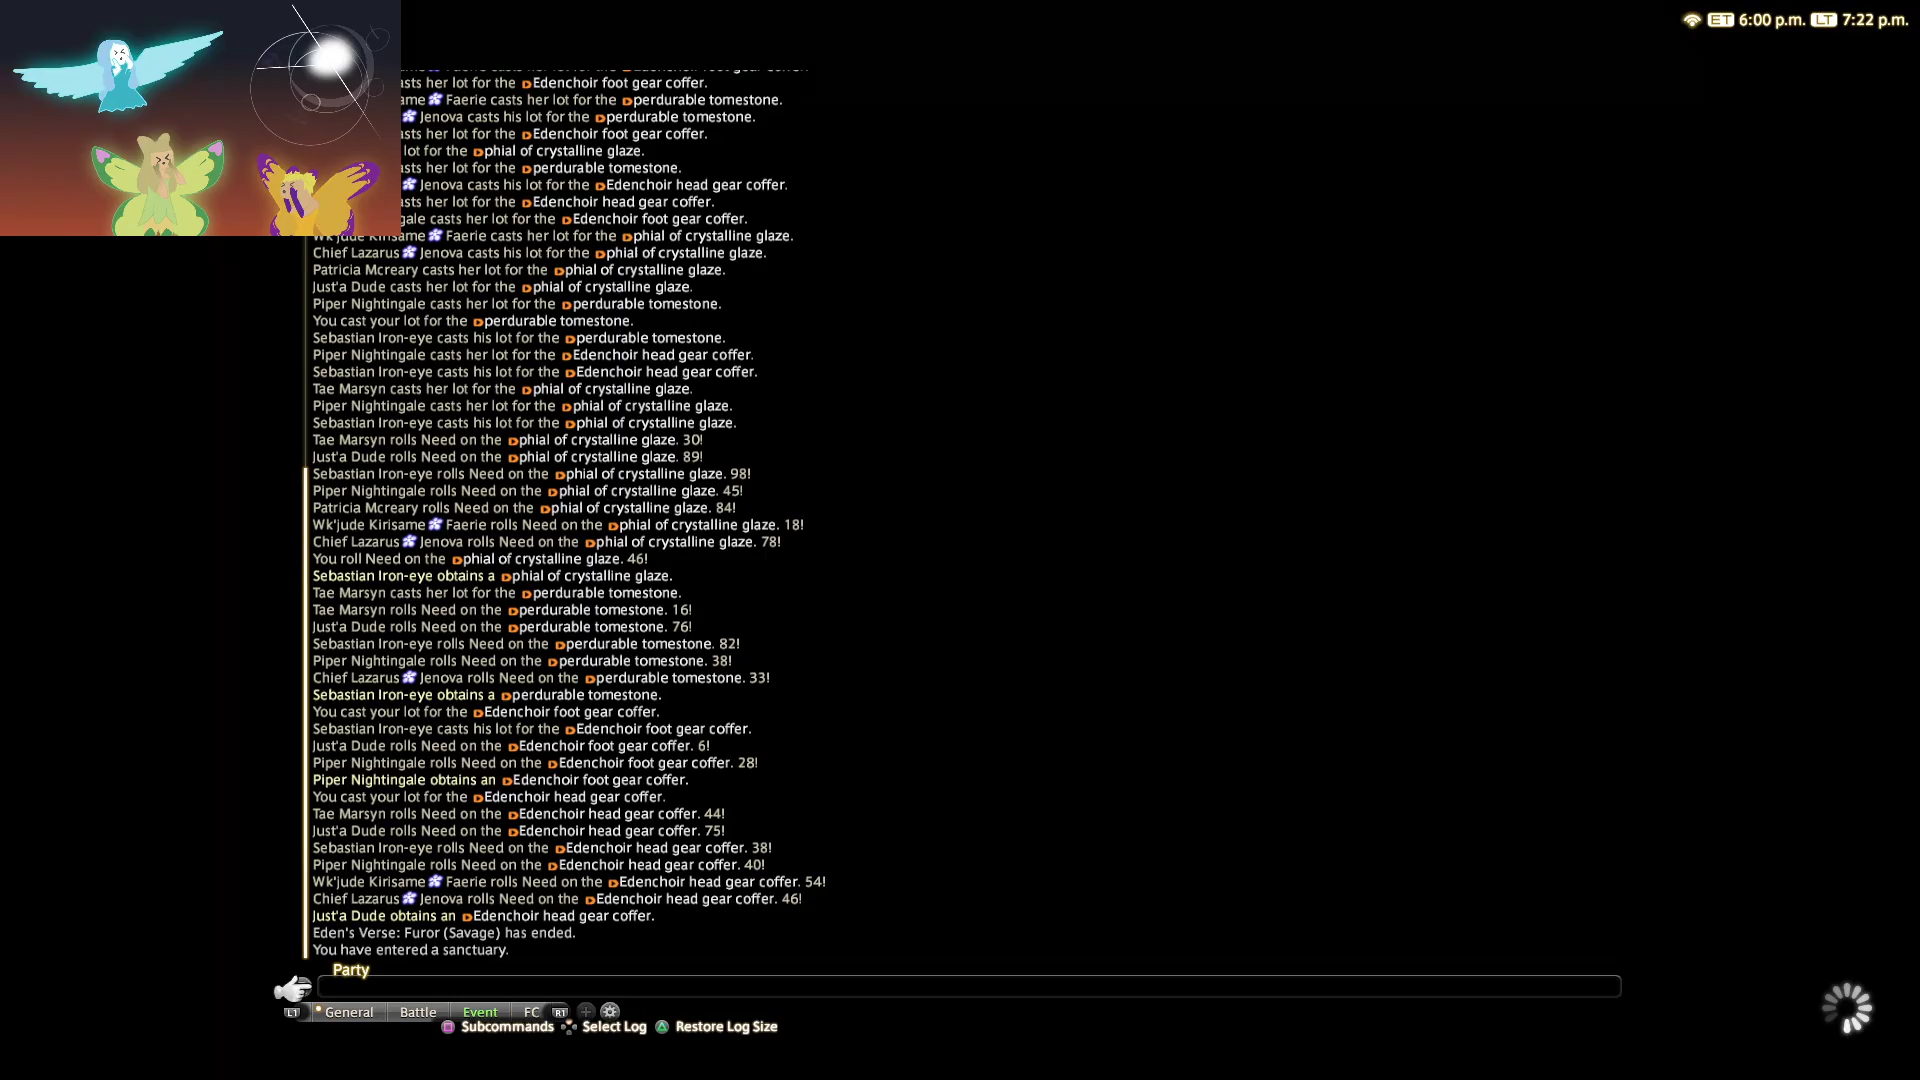 ET 6:00 p.m. LT 7:22 p.m.
asts her lot for the Edenchoir foot gear coffer.
ame Faerie casts her lot for the perdurable tomestone.
Jenova casts his lot for the perdurable tomestone.
asts her lot for the Edenchoir foot gear coffer.
lot for the phial of crystalline glaze.
asts her lot for the perdurable tomestone.
Jenova casts his lot for the Edenchoir head gear coffer.
asts her lot for the Edenchoir head gear coffer.
gale casts her lot for the Edenchoir foot gear coffer.
Wk'jude Kirisame Faerie casts her lot for the phial of crystalline glaze.
Chief Lazarus Jenova casts his lot for the phial of crystalline glaze.
Patricia Mcreary casts her lot for the phial of crystalline glaze.
Just'a Dude casts her lot for the phial of crystalline glaze.
Piper Nightingale casts her lot for the perdurable tomestone.
You cast your lot for the perdurable tomestone.
Sebastian Iron-eye casts his lot for the perdurable tomestone.
Piper Nightingale casts her lot for the Edenchoir head gear coffer.
Sebastian Iron-eye casts his lot for the Edenchoir head gear coffer.
Tae Marsyn casts her lot for the phial of crystalline glaze.
Piper Nightingale casts her lot for the phial of crystalline glaze.
Sebastian Iron-eye casts his lot for the phial of crystalline glaze.
Tae Marsyn rolls Need on the phial of crystalline glaze. 30!
Just'a Dude rolls Need on the phial of crystalline glaze. 89!
Sebastian Iron-eye rolls Need on the phial of crystalline glaze. 98!
Piper Nightingale rolls Need on the phial of crystalline glaze. 45!
Patricia Mcreary rolls Need on the phial of crystalline glaze. 84!
Wk'jude Kirisame Faerie rolls Need on the phial of crystalline glaze. 18!
Chief Lazarus Jenova rolls Need on the phial of crystalline glaze. 78!
You roll Need on the phial of crystalline glaze. 46!
Sebastian Iron-eye obtains a phial of crystalline glaze.
Tae Marsyn casts her lot for the perdurable tomestone.
Tae Marsyn rolls Need on the perdurable tomestone. 16!
Just'a Dude rolls Need on the perdurable tomestone. 76!
Sebastian Iron-eye rolls Need on the perdurable tomestone. 82!
Piper Nightingale rolls Need on the perdurable tomestone. 38!
Chief Lazarus Jenova rolls Need on the perdurable tomestone. 33!
Sebastian Iron-eye obtains a perdurable tomestone.
You cast your lot for the Edenchoir foot gear coffer.
Sebastian Iron-eye casts his lot for the Edenchoir foot gear coffer.
Just'a Dude rolls Need on the Edenchoir foot gear coffer. 6!
Piper Nightingale rolls Need on the Edenchoir foot gear coffer. 28!
Piper Nightingale obtains an Edenchoir foot gear coffer.
You cast your lot for the Edenchoir head gear coffer.
Tae Marsyn rolls Need on the Edenchoir head gear coffer. 44!
Just'a Dude rolls Need on the Edenchoir head gear coffer. 75!
Sebastian Iron-eye rolls Need on the Edenchoir head gear coffer. 38!
Piper Nightingale rolls Need on the Edenchoir head gear coffer. 40!
Wk'jude Kirisame Faerie rolls Need on the Edenchoir head gear coffer. 54!
Chief Lazarus Jenova rolls Need on the Edenchoir head gear coffer. 46!
Just'a Dude obtains an Edenchoir head gear coffer.
Eden's Verse: Furor (Savage) has ended.
You have entered a sanctuary.
Party
L1 General Battle Event FC R1
Subcommands Select Log Restore Log Size